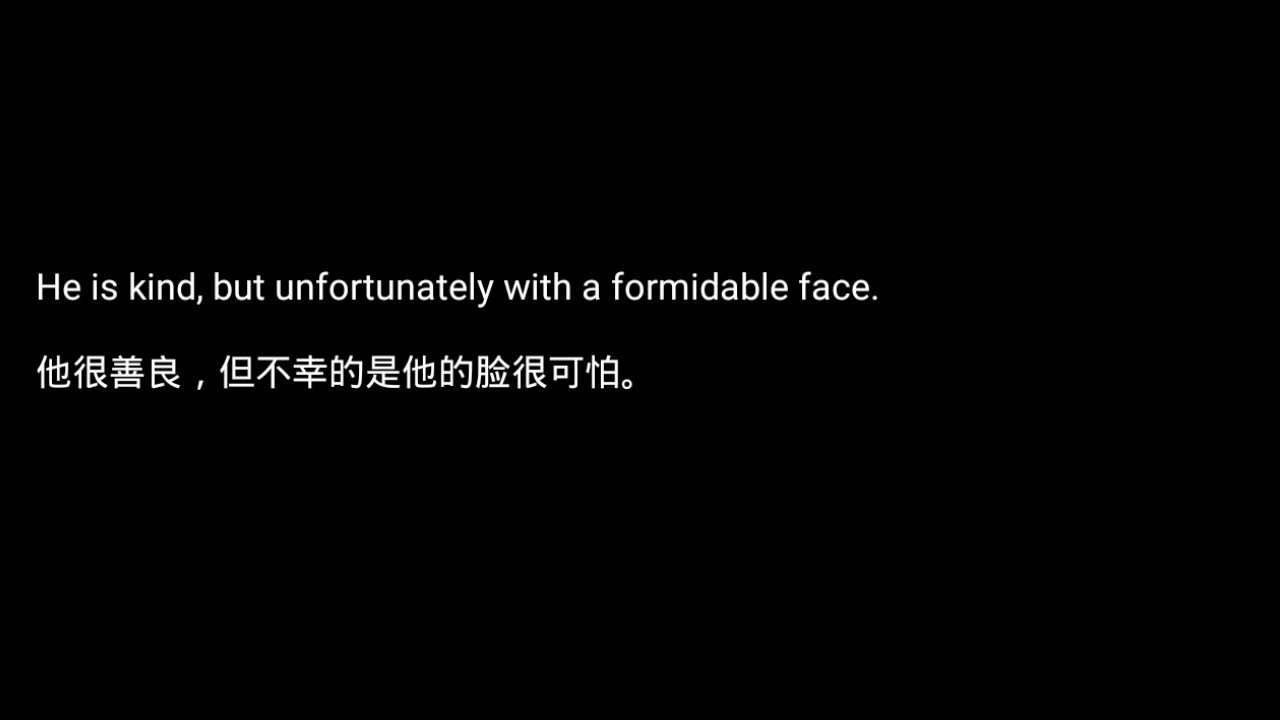 He is kind, but unfortunately with a formidable face.
他很善良，但不幸的是他的脸很可怕。